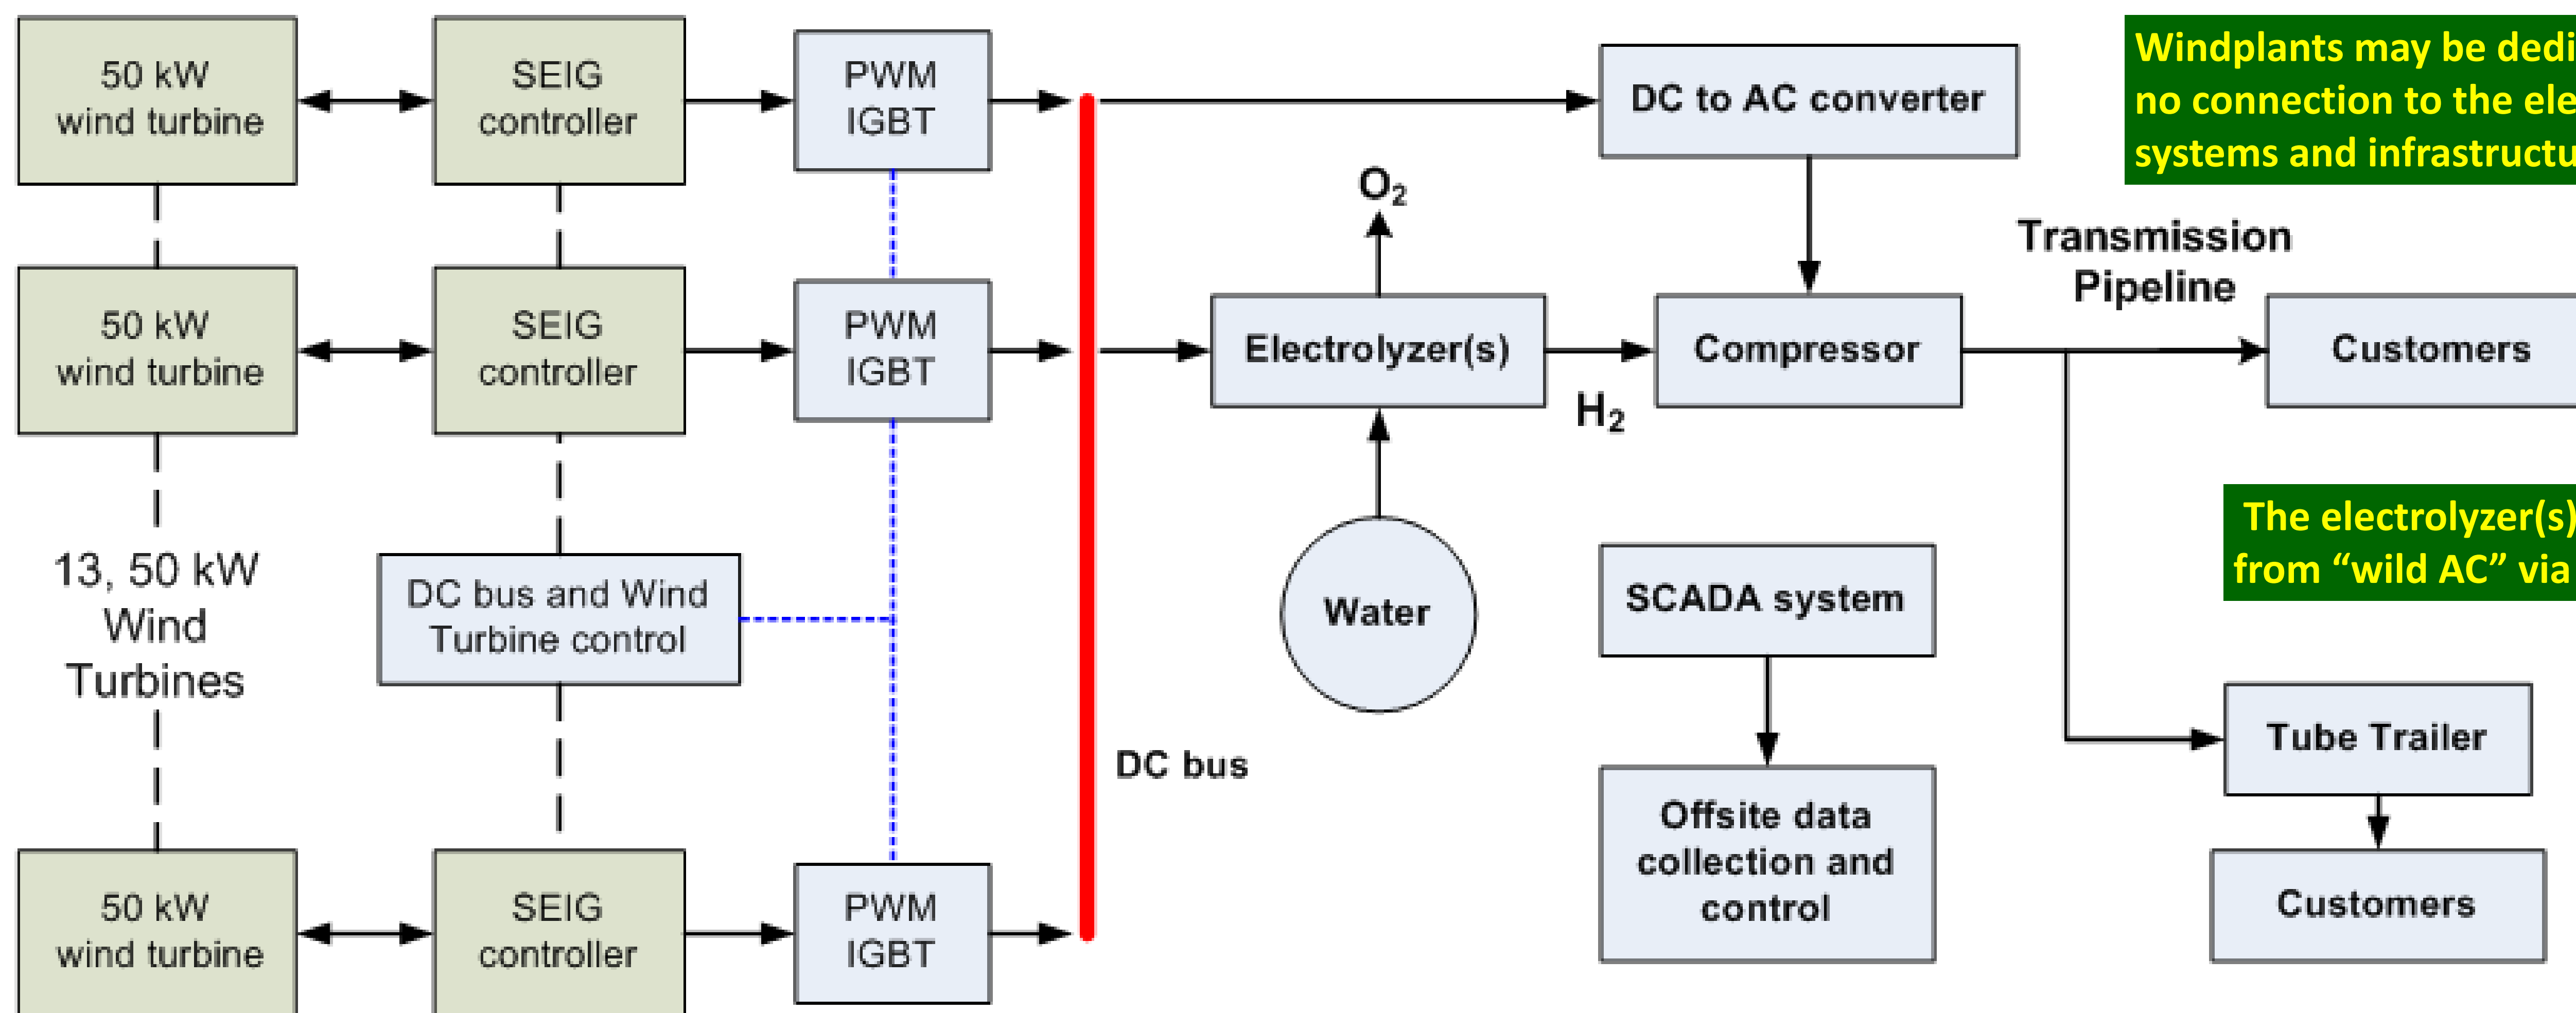 50 kW
wind turbine
SEIG
controller
PWM
IGBT
DC to AC converter
Windplants may be
no connection to the
systems and
O₂
Transmission
Pipeline
50 kW
wind turbine
SEIG
controller
PWM
IGBT
Electrolyzer(s)
H₂
Compressor
Customers
13, 50 kW
Wind
Turbines
DC bus and Wind
Turbine control
Water
SCADA system
The electrolyzer(s)
from “wild AC” via
DC bus
Tube Trailer
Offsite data
collection and
control
Customers
50 kW
wind turbine
SEIG
controller
PWM
IGBT